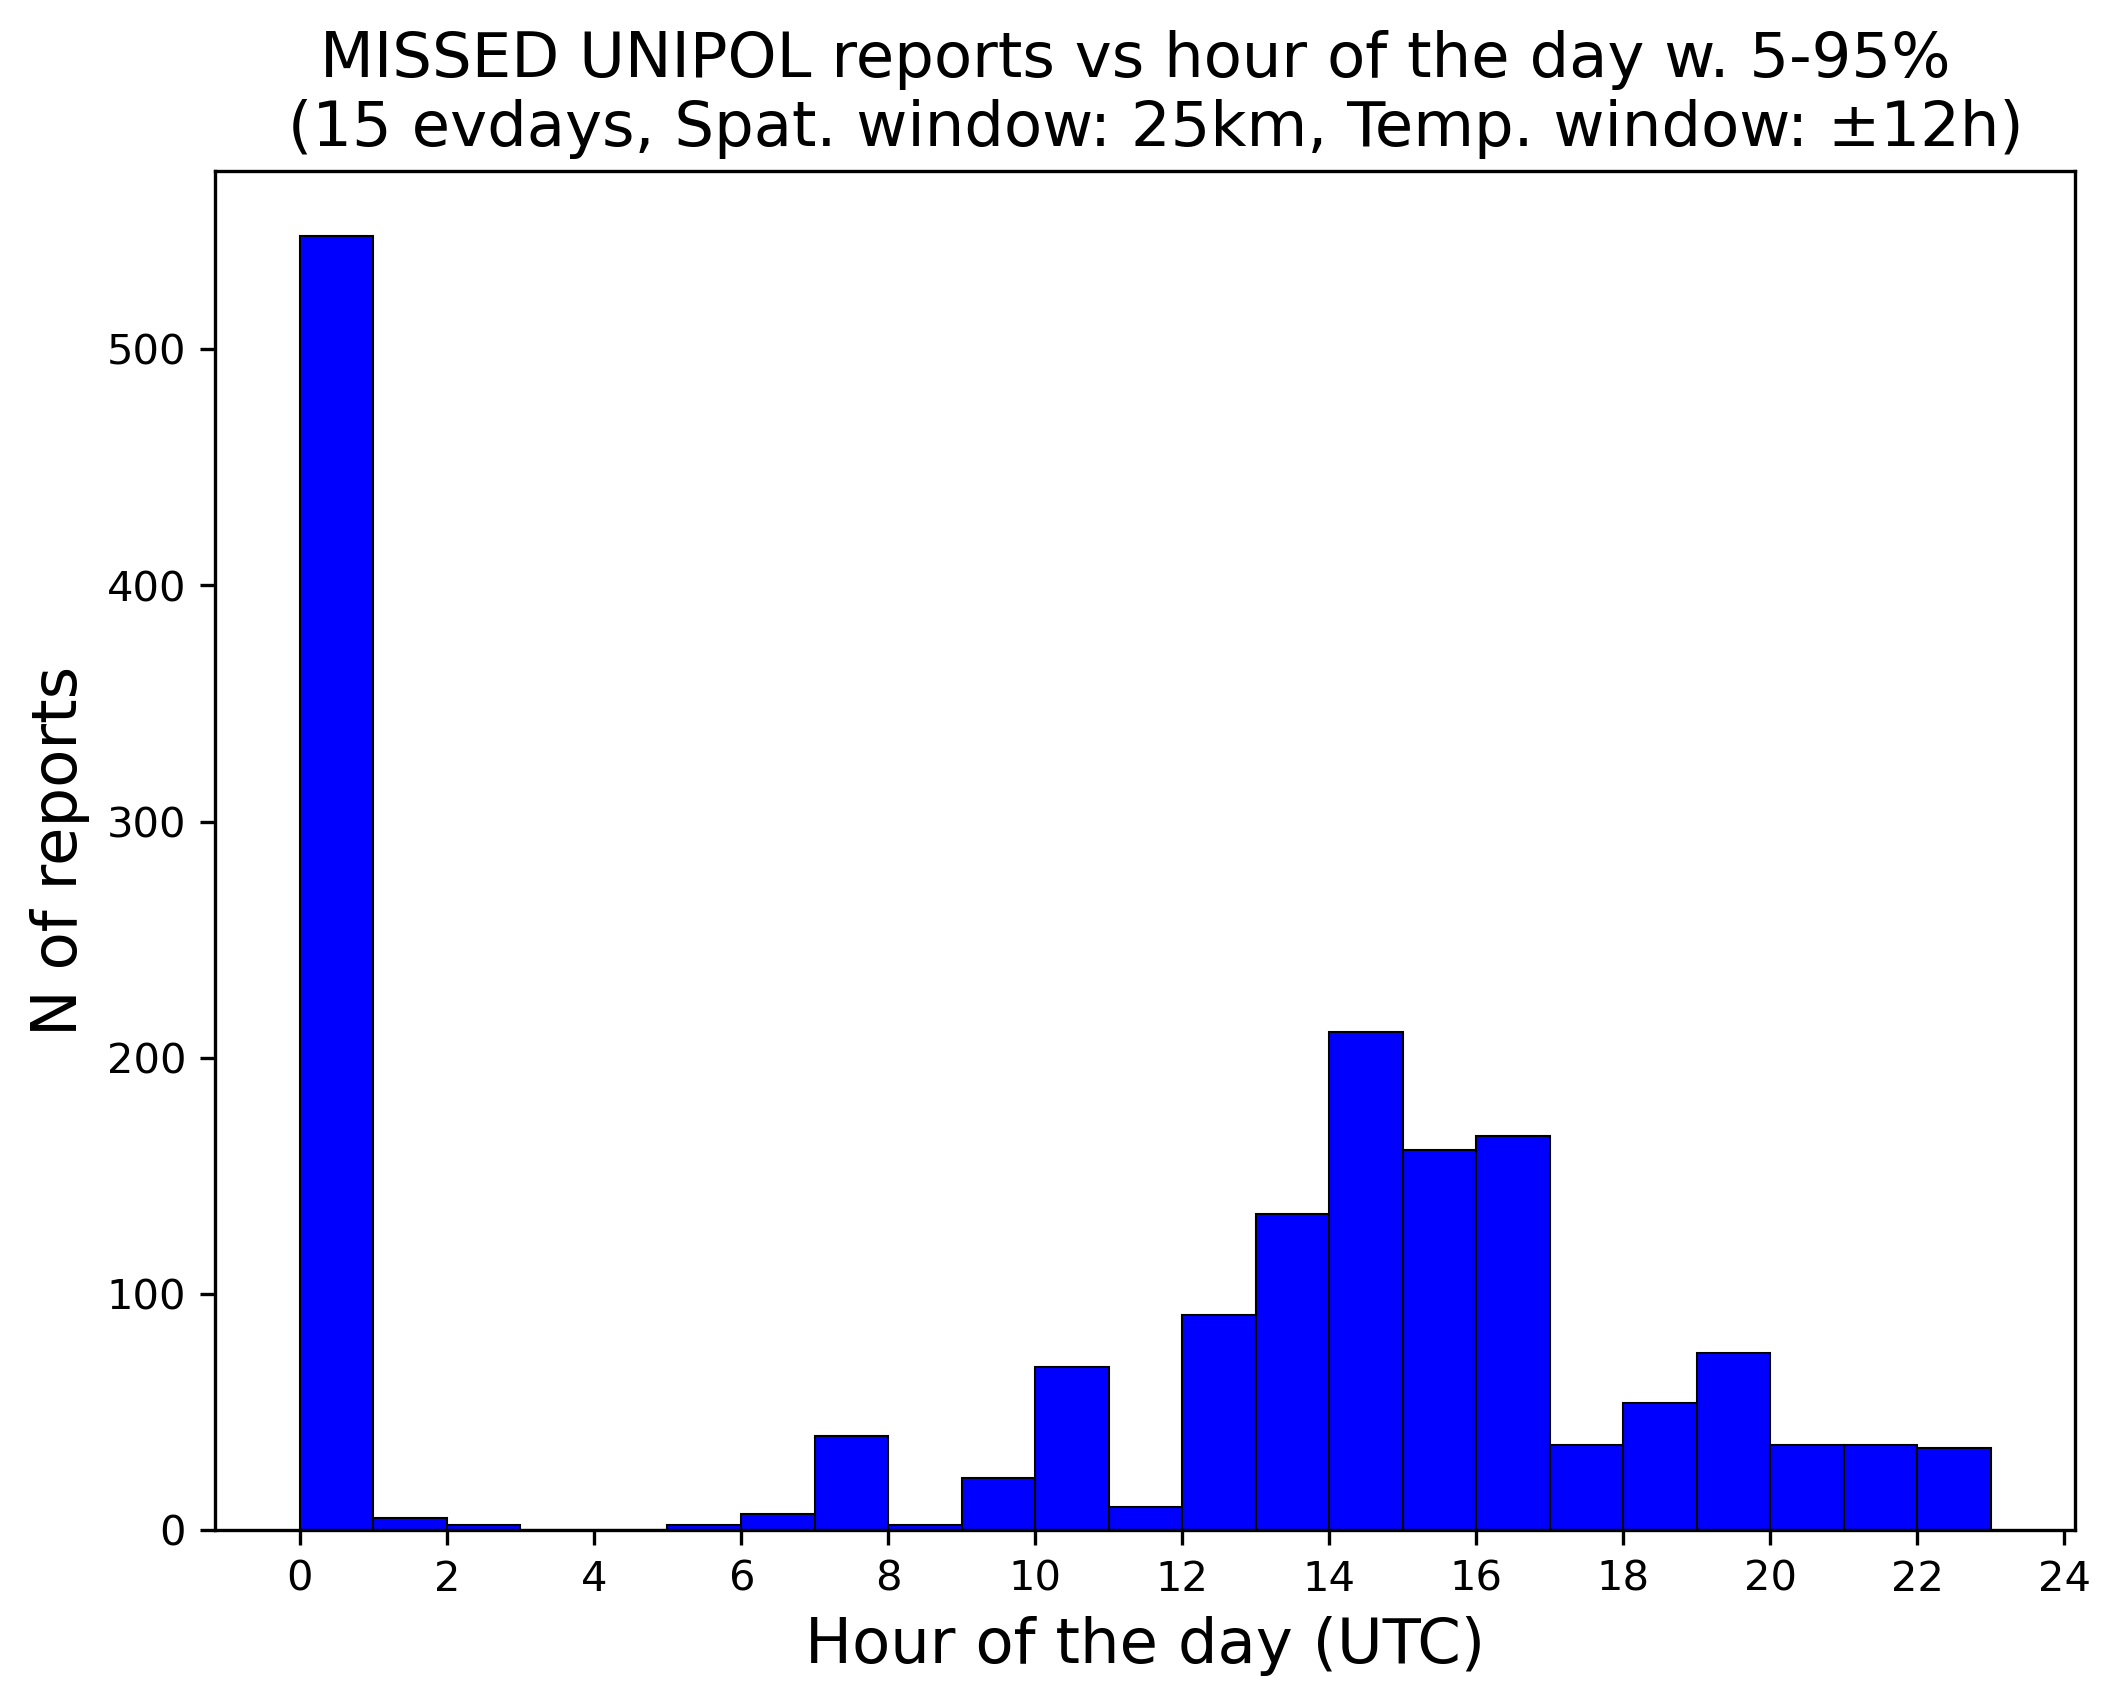 MISSED UNIPOL reports vs hour of the day w. 5-95%
(15 evdays, Spat. window: 25km, Temp. window: ±12h)
500
400
300
200
100
0
N of reports
0 2 4 6 8 10 12 14 16 18 20 22 24
Hour of the day (UTC)